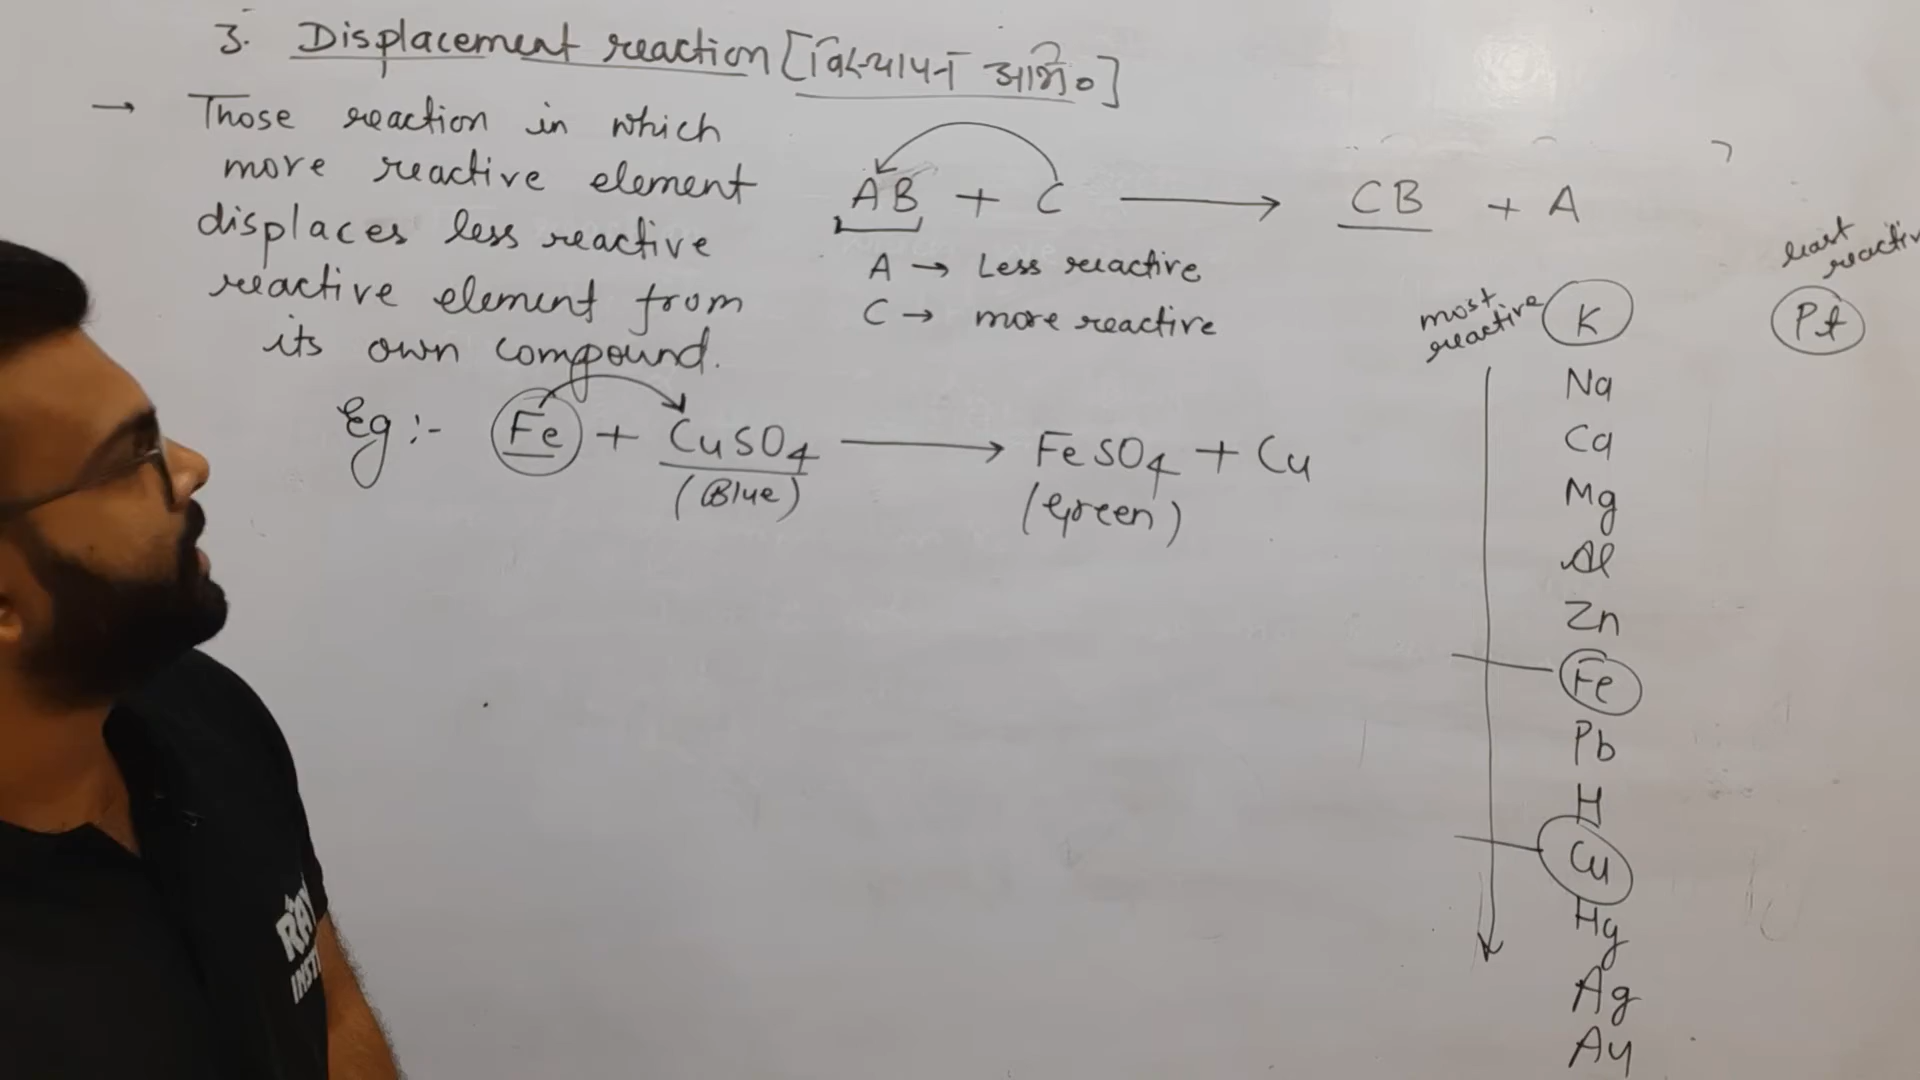 3. Displacement reaction [विस्थापन अभि०]
→ Those reaction in which
more reactive element
displaces less reactive
reactive element from
its own compound.
AB + C ⟶ CB + A
A → Less reactive
C → more reactive
Eg :- Fe + CuSO4 ⟶ FeSO4 + Cu
(Blue) (Green)
most reactive K
Na
Ca
Mg
Al
Zn
Fe
Pb
H
Cu
Hg
Ag
Au
least
Pt
RAY